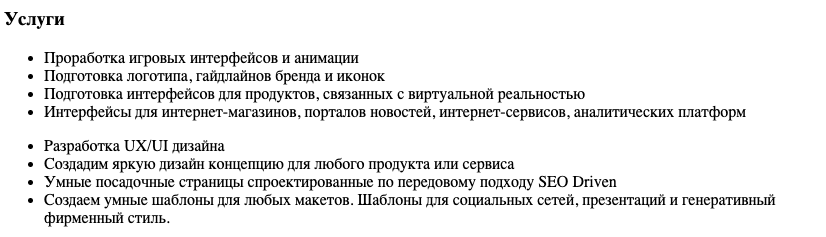 Услуги
• Проработка игровых интерфейсов и анимации
• Подготовка логотипа, гайдлайнов бренда и иконок
• Подготовка интерфейсов для продуктов, связанных с виртуальной реальностью
• Интерфейсы для интернет-магазинов, порталов новостей, интернет-сервисов, аналитических платформ
• Разработка UX/UI дизайна
• Создадим яркую дизайн концепцию для любого продукта или сервиса
• Умные посадочные страницы спроектированные по передовому подходу SEO Driven
• Создаем умные шаблоны для любых макетов. Шаблоны для социальных сетей, презентаций и генеративный
фирменный стиль.